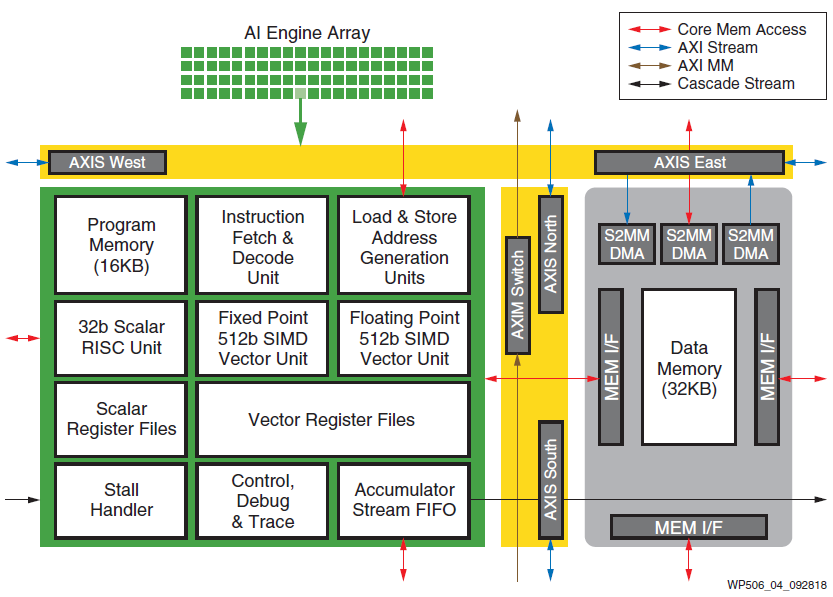 AI Engine Array
Core Mem Access
AXI Stream
AXI MM
Cascade Stream
AXIS West
AXIS East
Program
Memory
(16KB)
Instruction
Fetch &
Decode
Unit
Load & Store
Address
Generation
Units
32b Scalar
RISC Unit
Fixed Point
512b SIMD
Vector Unit
Floating Point
512b SIMD
Vector Unit
Scalar
Register Files
Vector Register Files
Stall
Handler
Control,
Debug
& Trace
Accumulator
Stream FIFO
AXIM Switch
AXIS North
AXIS South
S2MM
DMA
S2MM
DMA
S2MM
DMA
MEM I/F
Data
Memory
(32KB)
MEM I/F
MEM I/F
WP506_04_092818